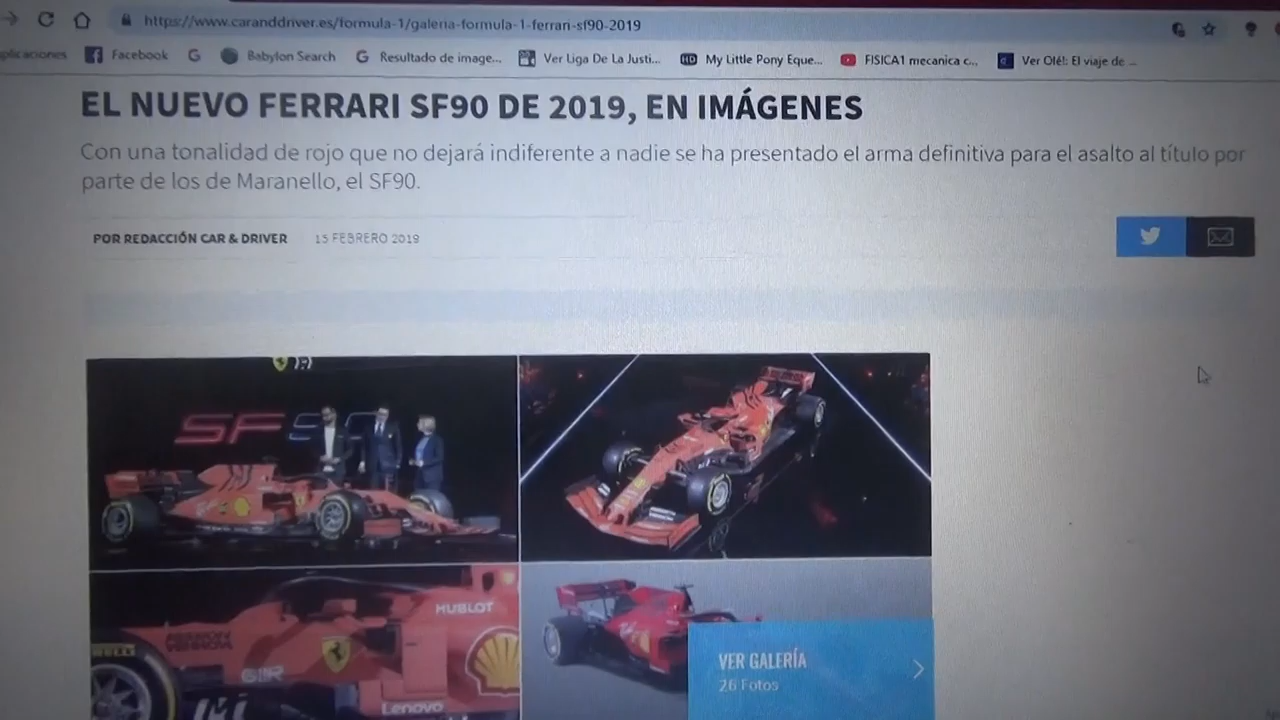 https://www.caranddriver.es/formula-1/galeria-formula-1-ferrari-sf90-2019
plicaciones Facebook Babylon Search Resultado de image... Ver Liga De La Justi... HD My Little Pony Eque... FISICA1 mecanica c... Ver Olé!: El viaje de ...
EL NUEVO FERRARI SF90 DE 2019, EN IMÁGENES
Con una tonalidad de rojo que no dejará indiferente a nadie se ha presentado el arma definitiva para el asalto al título por
parte de los de Maranello, el SF90.
POR REDACCIÓN CAR & DRIVER 15 FEBRERO 2019
SF90
HUBLOT
Lenovo
VER GALERÍA
26 Fotos